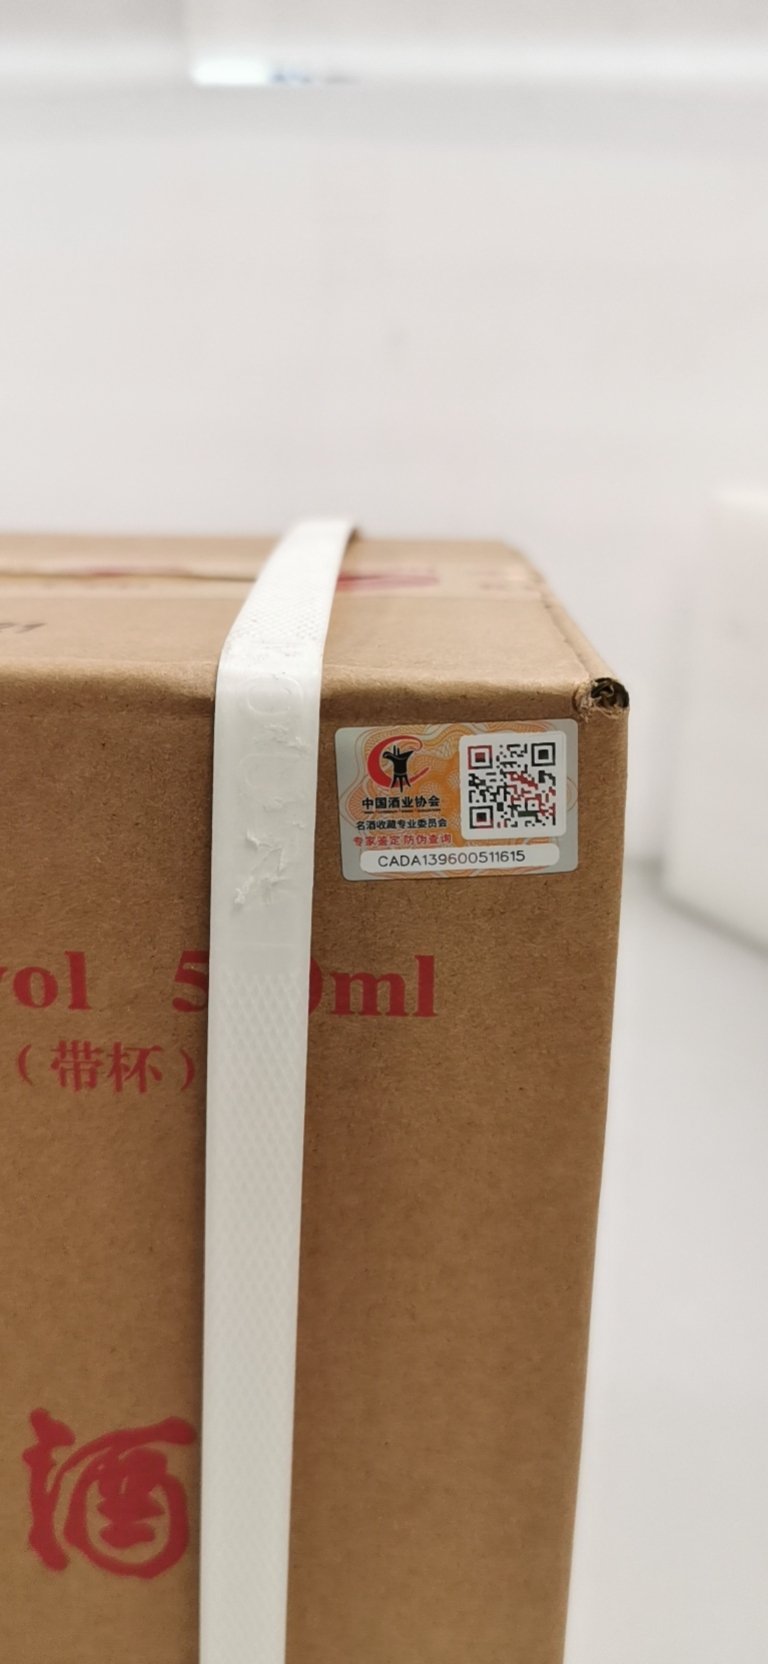 中国酒业协会
名酒收藏专业委员会
专家鉴定 防伪查询
CADA139600511615
ml
（带杯）
酒